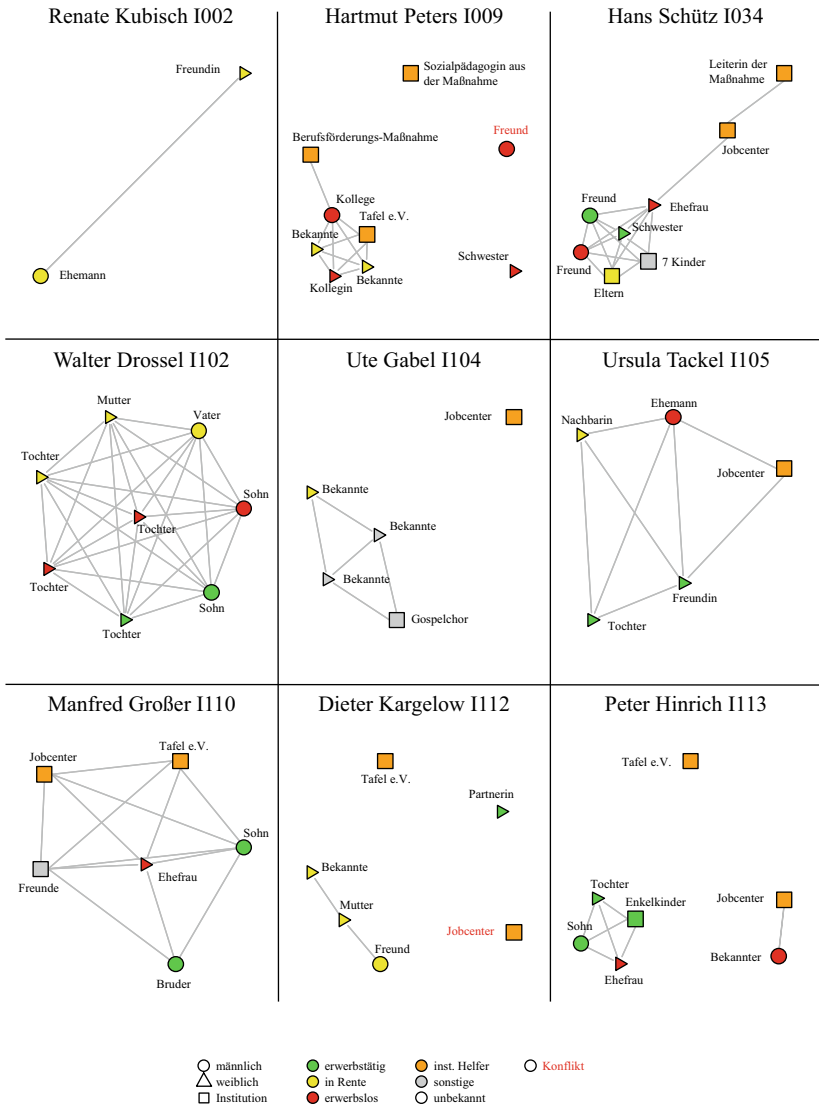 Renate Kubisch I002
Freundin
Ehemann
Hartmut Peters I009
Sozialpädagogin aus
der Maßnahme
Berufsförderungs-Maßnahme
Freund
Kollege
Tafel e.V.
Bekannte
Schwester
Kollegin
Bekannte
Hans Schütz I034
Leiterin der
Maßnahme
Jobcenter
Freund
Ehefrau
Schwester
7 Kinder
Freund
Eltern
Walter Drossel I102
Mutter
Vater
Tochter
Sohn
Tochter
Tochter
Sohn
Tochter
Ute Gabel I104
Jobcenter
Bekannte
Bekannte
Bekannte
Gospelchor
Ursula Tackel I105
Ehemann
Nachbarin
Jobcenter
Freundin
Tochter
Manfred Großer I110
Tafel e.V.
Jobcenter
Sohn
Ehefrau
Freunde
Bruder
Dieter Kargelow I112
Tafel e.V.
Partnerin
Bekannte
Mutter
Jobcenter
Freund
Peter Hinrich I113
Tafel e.V.
Tochter
Enkelkinder
Jobcenter
Sohn
Bekannter
Ehefrau
männlich
weiblich
Institution
erwerbstätig
in Rente
erwerbslos
inst. Helfer
sonstige
unbekannt
Konflikt